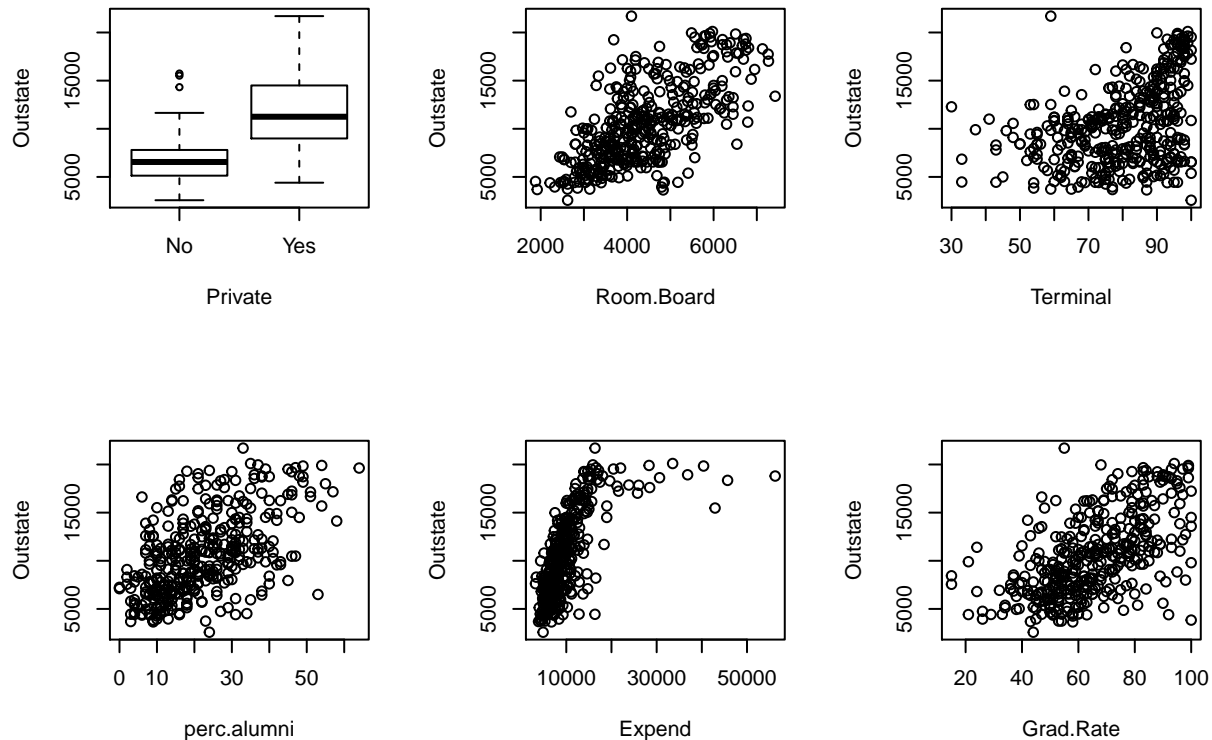 Outstate
5000 15000
No Yes
Private
Outstate
5000 15000
2000 4000 6000
Room.Board
Outstate
5000 15000
30 50 70 90
Terminal
Outstate
5000 15000
0 10 30 50
perc.alumni
Outstate
5000 15000
10000 30000 50000
Expend
Outstate
5000 15000
20 40 60 80 100
Grad.Rate